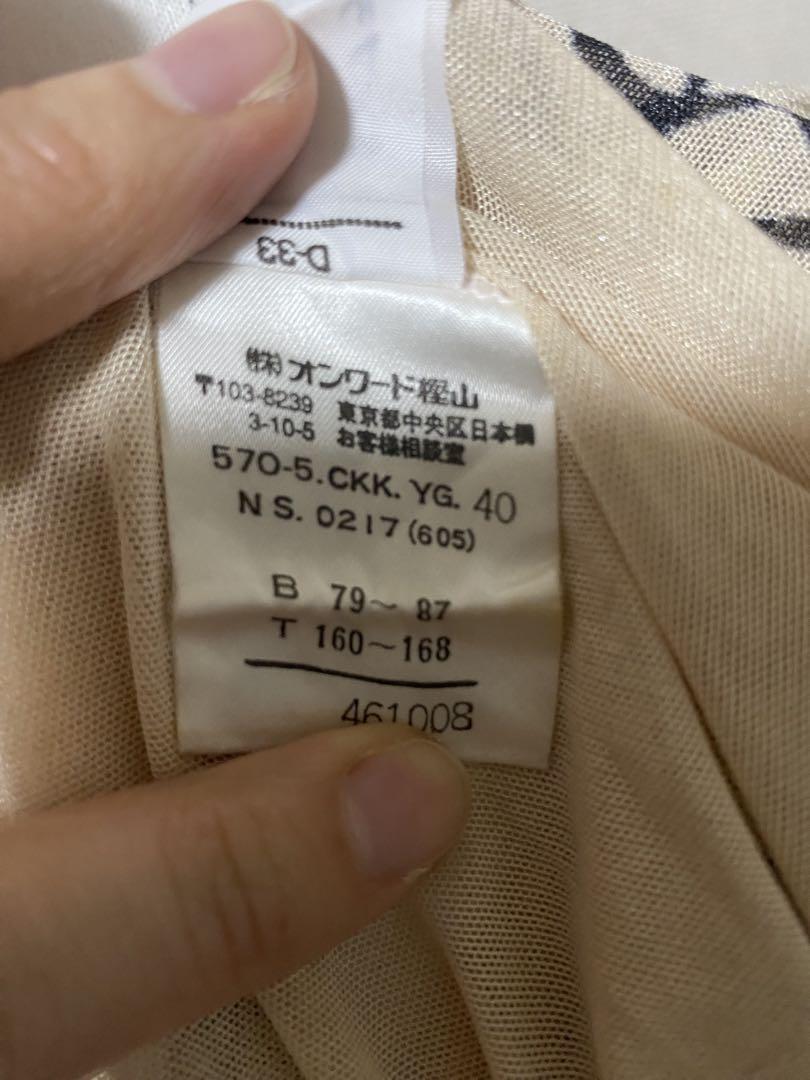 D-33
(株)オンワード樫山
〒103-8239 東京都中央区日本橋
3-10-5 お客様相談室
570-5.CKK.YG. 40
NS.0217(605)
B 79～87
T 160～168
461008